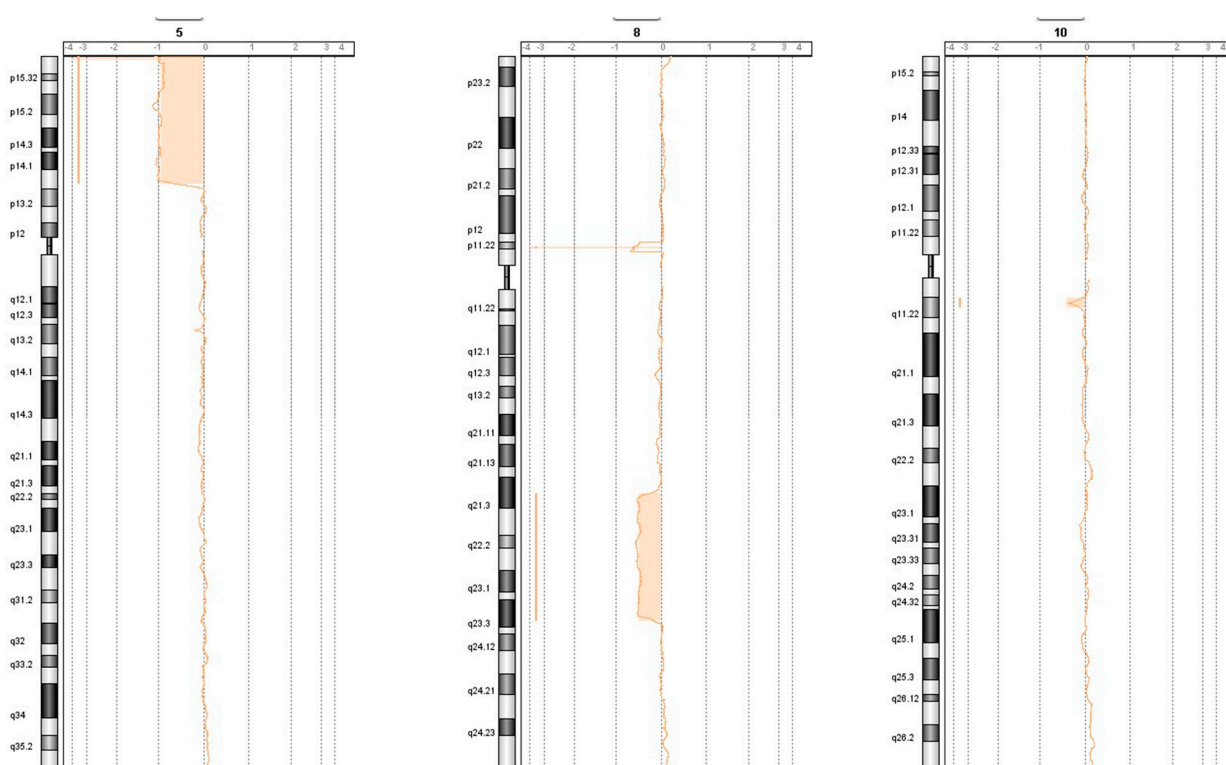 5
-4 -3 -2 -1 0 1 2 3 4
p15.32
p15.2
p14.3
p14.1
p13.2
p12
q12.1
q12.3
q13.2
q14.1
q14.3
q21.1
q21.3
q22.2
q23.1
q23.3
q31.2
q32
q33.2
q34
q35.2
8
-4 -3 -2 -1 0 1 2 3 4
p23.2
p22
p21.2
p12
p11.22
q11.22
q12.1
q12.3
q13.2
q21.11
q21.13
q21.3
q22.2
q23.1
q23.3
q24.12
q24.21
q24.23
10
-4 -3 -2 -1 0 1 2 3 4
p15.2
p14
p12.33
p12.31
p12.1
p11.22
q11.22
q21.1
q21.3
q22.2
q23.1
q23.31
q23.33
q24.2
q24.32
q25.1
q25.3
q26.12
q26.2